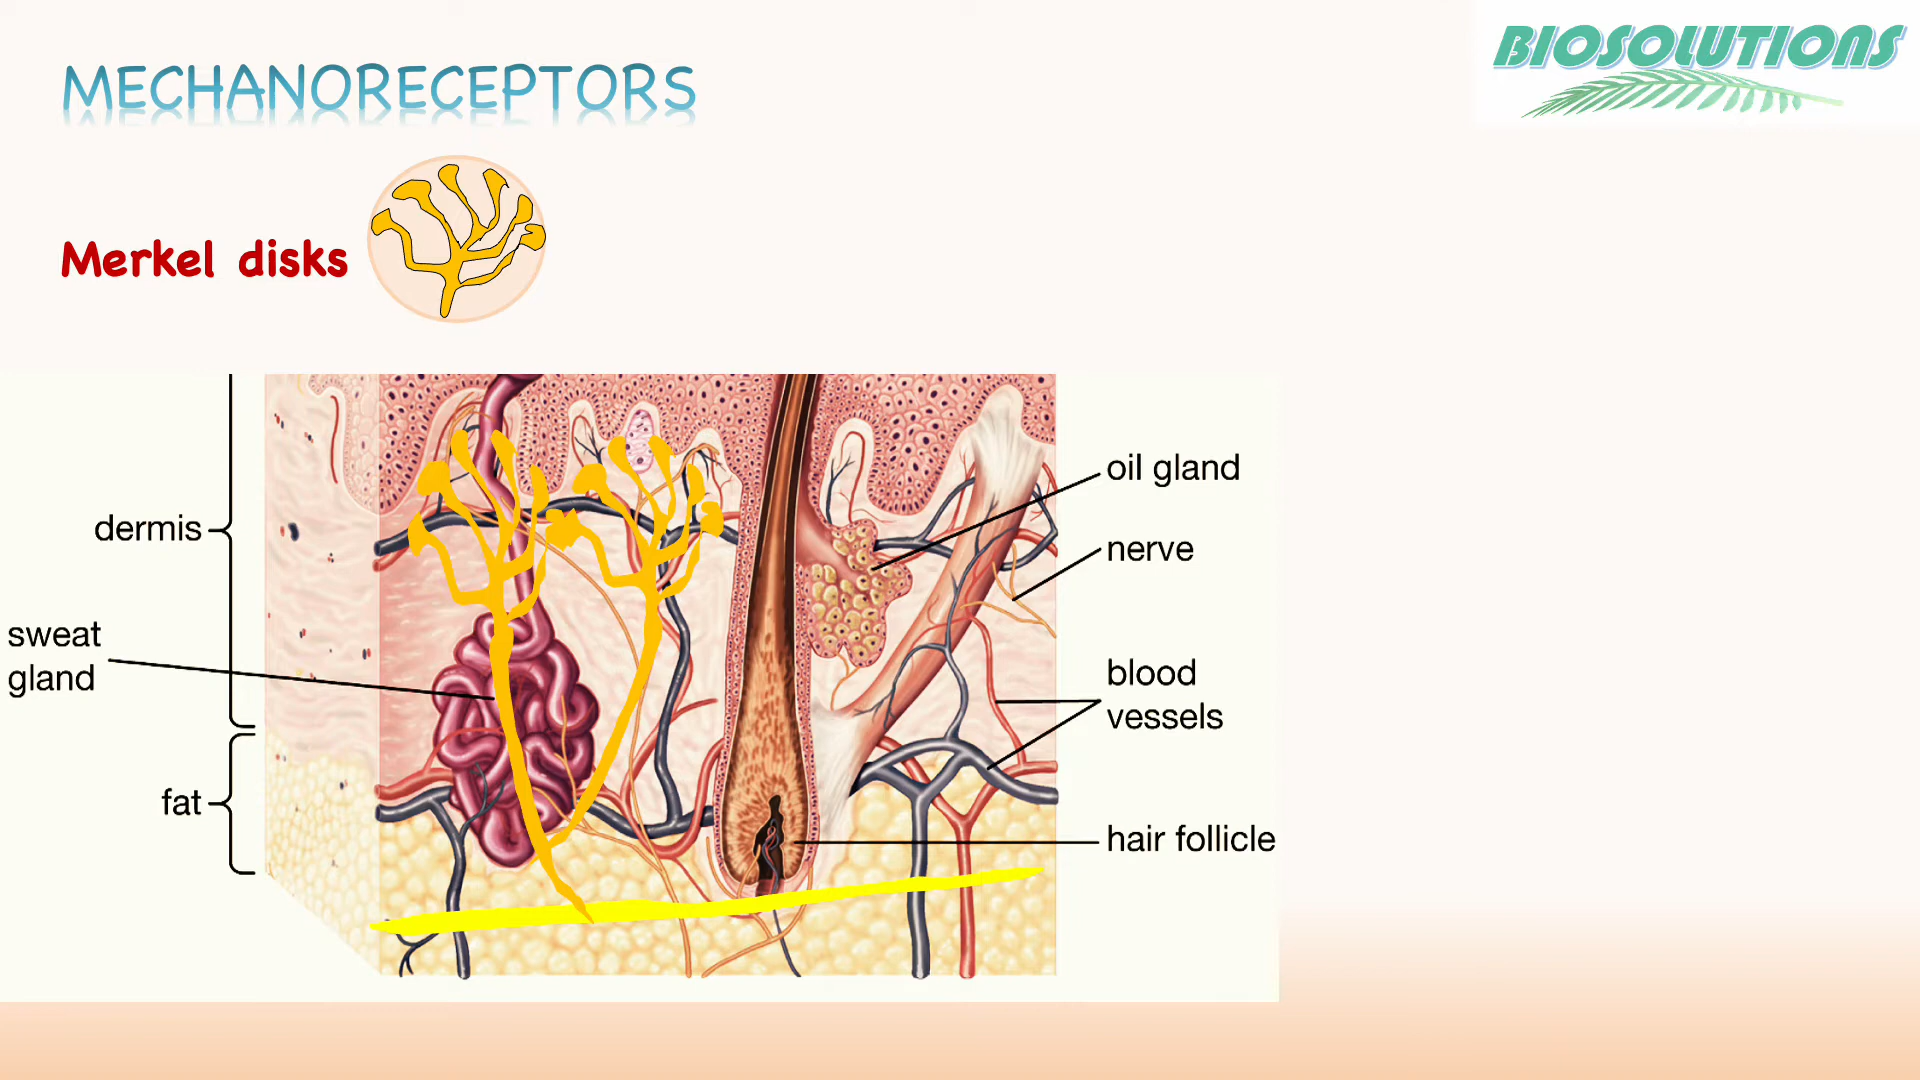 BIOSOLUTIONS
MECHANORECEPTORS
Merkel disks
oil gland
dermis
nerve
sweat
gland
blood
vessels
fat
hair follicle